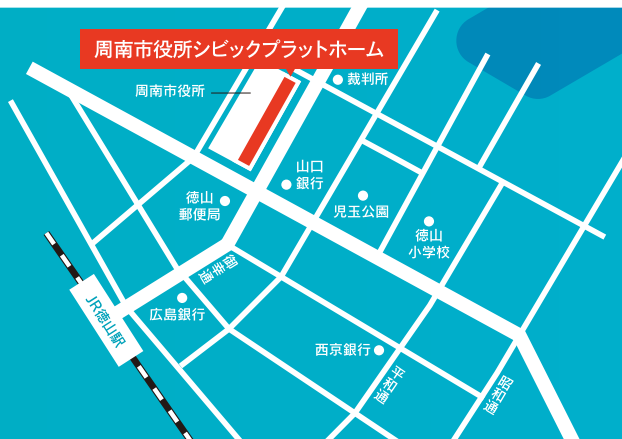 周南市役所シビックプラットホーム
周南市役所
裁判所
山口
銀行
徳山
郵便局
児玉公園
徳山
小学校
御幸通
JR徳山駅
広島銀行
西京銀行
平和通
昭和通